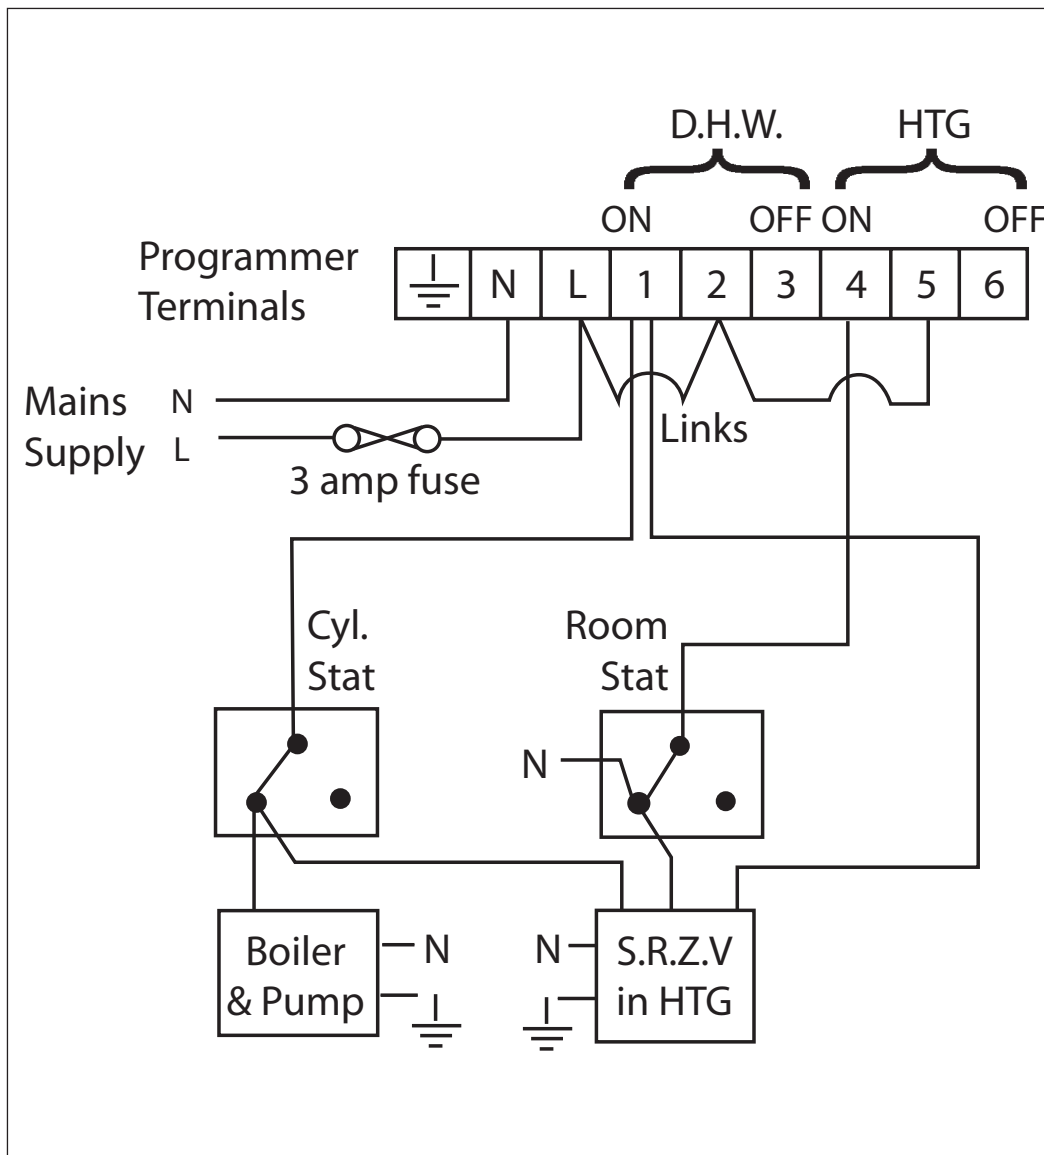 D.H.W. HTG
ON OFF ON OFF
Programmer
Terminals
N L 1 2 3 4 5 6
Mains
Supply
N
L
Links
3 amp fuse
Cyl.
Stat
Room
Stat
N
Boiler
& Pump
N
N
S.R.Z.V
in HTG